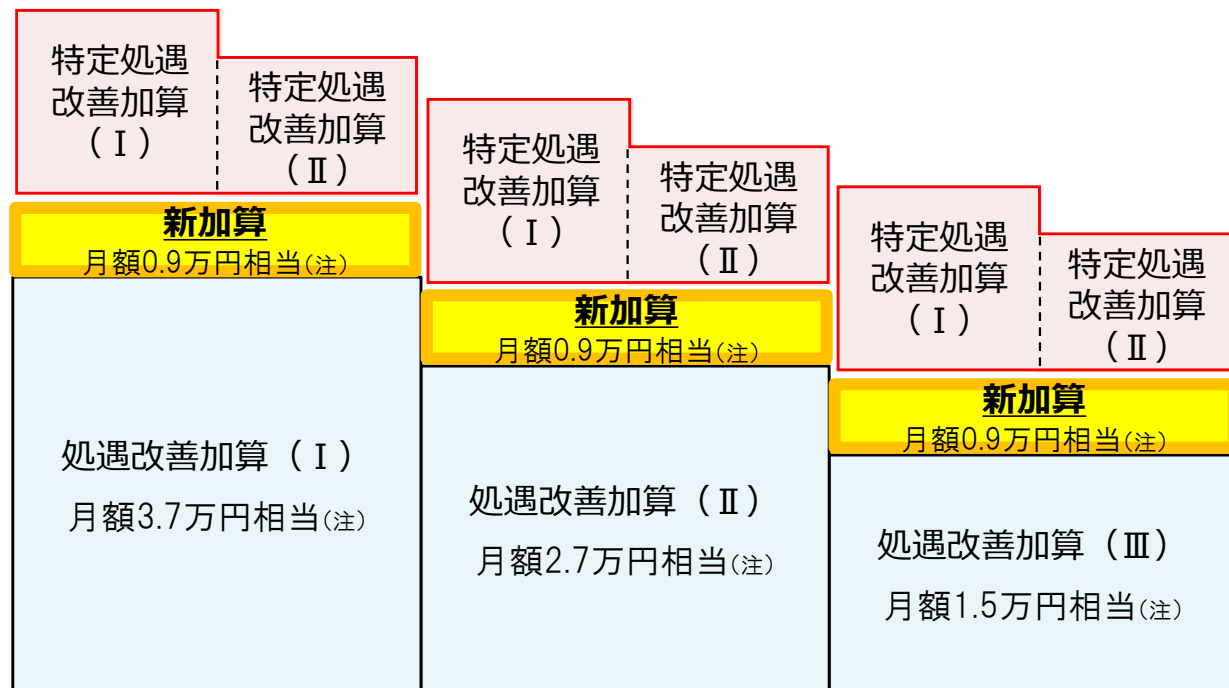 特定処遇
改善加算
（Ⅰ）
特定処遇
改善加算
（Ⅱ）
新加算
月額0.9万円相当(注)
処遇改善加算（Ⅰ）
月額3.7万円相当(注)
特定処遇
改善加算
（Ⅰ）
特定処遇
改善加算
（Ⅱ）
新加算
月額0.9万円相当(注)
処遇改善加算（Ⅱ）
月額2.7万円相当(注)
特定処遇
改善加算
（Ⅰ）
特定処遇
改善加算
（Ⅱ）
新加算
月額0.9万円相当(注)
処遇改善加算（Ⅲ）
月額1.5万円相当(注)